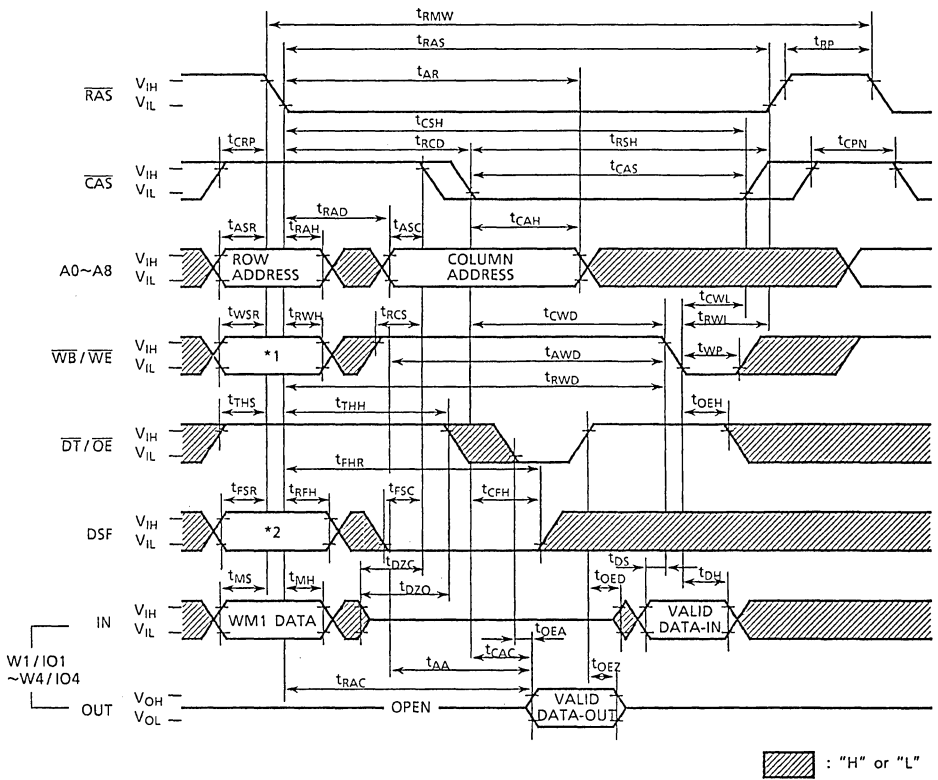 tRMW
tRAS
tRP
tAR
RAS
VIH
VIL
tCSH
tCRP
tRCD
tRSH
tCPN
tCAS
CAS
VIH
VIL
tRAD
tASR
tRAH
tASC
tCAH
A0~A8
VIH
VIL
ROW
ADDRESS
COLUMN
ADDRESS
tCWL
tWSR
tRWH
tRCS
tCWD
tRWL
WB/WE
VIH
VIL
*1
tAWD
tWP
tRWD
tTHS
tTHH
tOEH
DT/OE
VIH
VIL
tFHR
tFSR
tRFH
tFSC
tCFH
DSF
VIH
VIL
*2
tDZC
tDS
tMS
tMH
tDZO
tOED
tDH
IN
VIH
VIL
WM1 DATA
VALID
DATA-IN
tOEA
W1/IO1
~W4/IO4
tCAC
tAA
tOEZ
tRAC
OUT
VOH
VOL
OPEN
VALID
DATA-OUT
: "H" or "L"